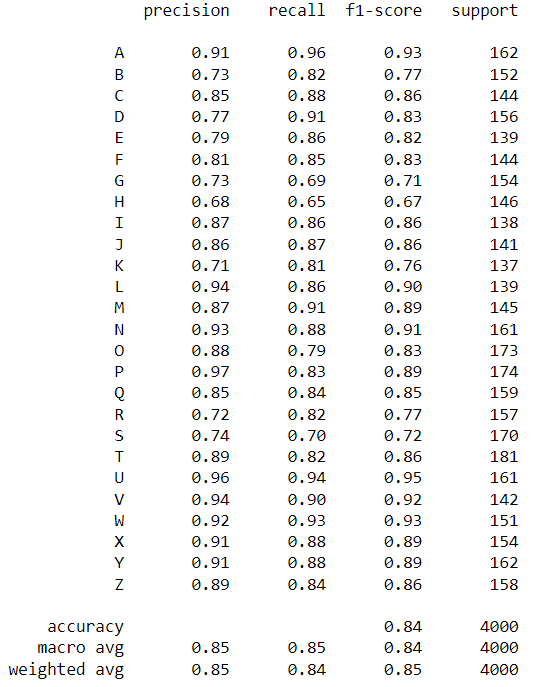 precision recall f1-score support
A 0.91 0.96 0.93 162
B 0.73 0.82 0.77 152
C 0.85 0.88 0.86 144
D 0.77 0.91 0.83 156
E 0.79 0.86 0.82 139
F 0.81 0.85 0.83 144
G 0.73 0.69 0.71 154
H 0.68 0.65 0.67 146
I 0.87 0.86 0.86 138
J 0.86 0.87 0.86 141
K 0.71 0.81 0.76 137
L 0.94 0.86 0.90 139
M 0.87 0.91 0.89 145
N 0.93 0.88 0.91 161
O 0.88 0.79 0.83 173
P 0.97 0.83 0.89 174
Q 0.85 0.84 0.85 159
R 0.72 0.82 0.77 157
S 0.74 0.70 0.72 170
T 0.89 0.82 0.86 181
U 0.96 0.94 0.95 161
V 0.94 0.90 0.92 142
W 0.92 0.93 0.93 151
X 0.91 0.88 0.89 154
Y 0.91 0.88 0.89 162
Z 0.89 0.84 0.86 158
accuracy 0.84 4000
macro avg 0.85 0.85 0.84 4000
weighted avg 0.85 0.84 0.85 4000